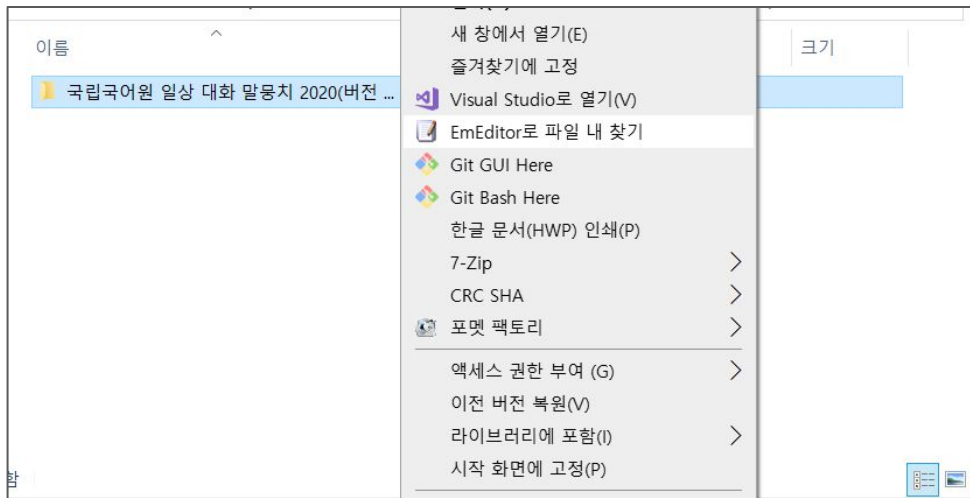 이름
크기
국립국어원 일상 대화 말뭉치 2020(버전 ...
새 창에서 열기(E)
즐겨찾기에 고정
Visual Studio로 열기(V)
EmEditor로 파일 내 찾기
Git GUI Here
Git Bash Here
한글 문서(HWP) 인쇄(P)
7-Zip
CRC SHA
포멧 팩토리
액세스 권한 부여 (G)
이전 버전 복원(V)
라이브러리에 포함(I)
시작 화면에 고정(P)
함